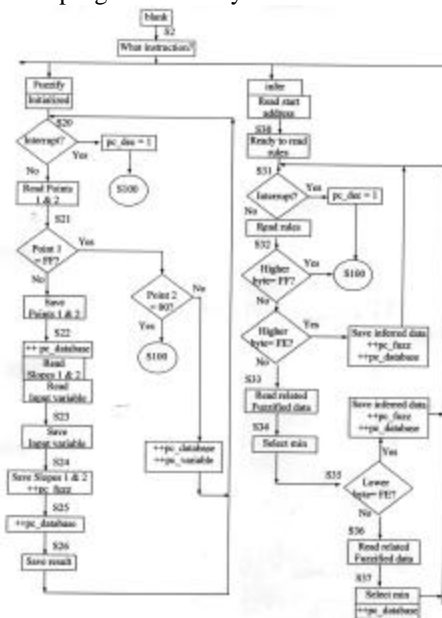 blank
S2
What instruction?
Fuzzify
Initialized
S20
Interrupt?
Yes
pc_dec = 1
S100
No
Read Points
1 & 2
S21
Point 1
= FF?
Yes
No
Point 2
= 00?
No
Yes
S100
Save
Points 1 & 2
S22
++ pc_database
Read
Slopes 1 & 2
Read
Input variable
S23
Save
Input variable
S24
Save Slopes 1 & 2
++pc_fuzz
S25
++pc_database
S26
Save result
++pc_database
++pc_variable
infer
Read start
address
S30
Ready to read
rules
S31
Interrupt?
Yes
pc_dec = 1
No
Read rules
S32
Higher
byte= FF?
Yes
S100
No
Higher
byte= FE?
Yes
Save inferred data
++pc_fuzz
++pc_database
No
S33
Read related
Fuzzified data
S34
Select min
S35
Save inferred data
++pc_fuzz
++pc_database
Yes
Lower
byte= FE?
No
S36
Read related
Fuzzified data
S37
Select min
++pc_database